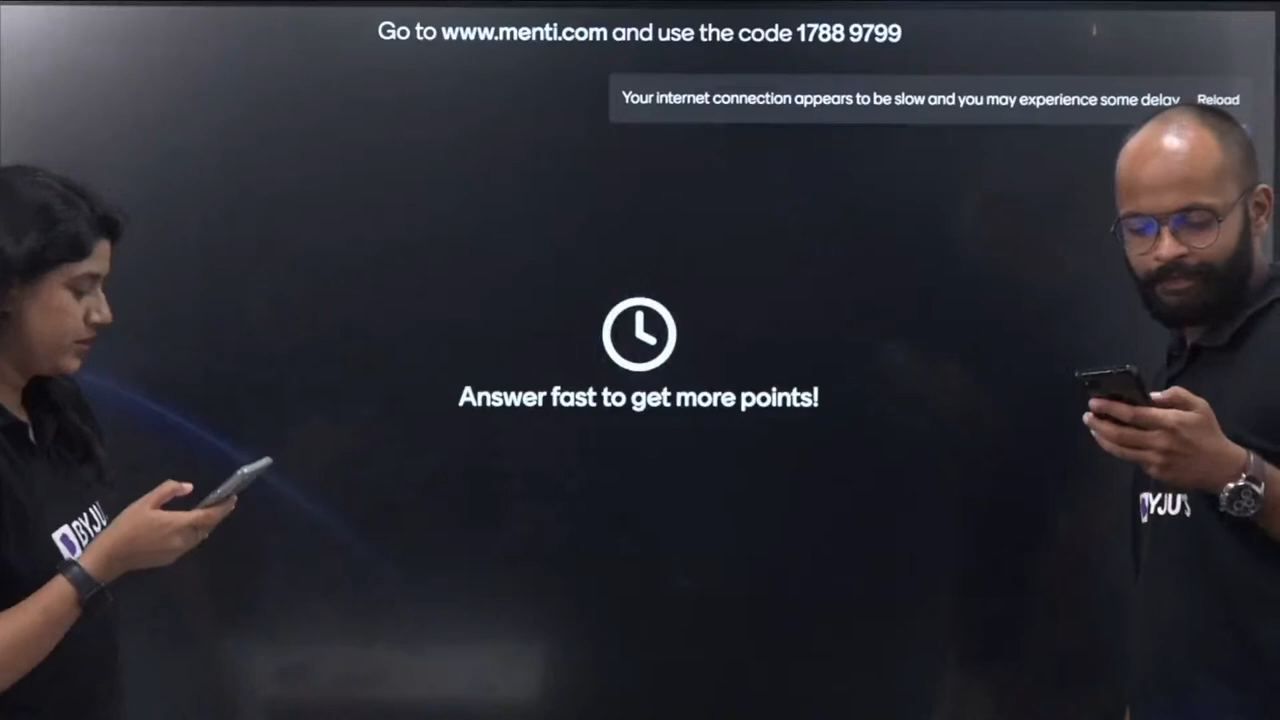 Go to www.menti.com and use the code 1788 9799
Your internet connection appears to be slow and you may experience some delay Reload
Answer fast to get more points!
BYJU
BYJU'S